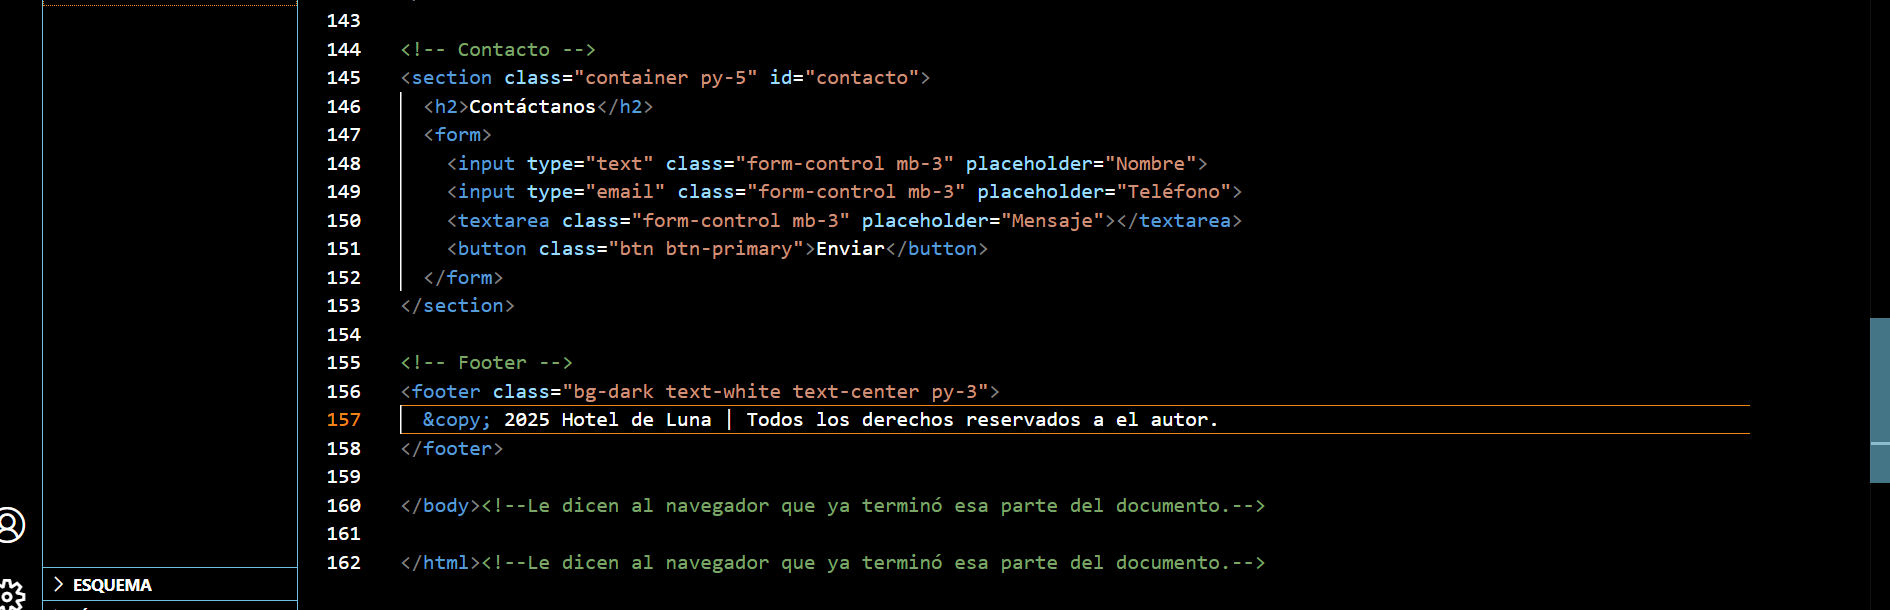 143
144 <!-- Contacto -->
145 <section class="container py-5" id="contacto">
146 <h2>Contáctanos</h2>
147 <form>
148 <input type="text" class="form-control mb-3" placeholder="Nombre">
149 <input type="email" class="form-control mb-3" placeholder="Teléfono">
150 <textarea class="form-control mb-3" placeholder="Mensaje"></textarea>
151 <button class="btn btn-primary">Enviar</button>
152 </form>
153 </section>
154
155 <!-- Footer -->
156 <footer class="bg-dark text-white text-center py-3">
157 &copy; 2025 Hotel de Luna | Todos los derechos reservados a el autor.
158 </footer>
159
160 </body><!--Le dicen al navegador que ya terminó esa parte del documento.-->
161
162 </html><!--Le dicen al navegador que ya terminó esa parte del documento.-->
ESQUEMA